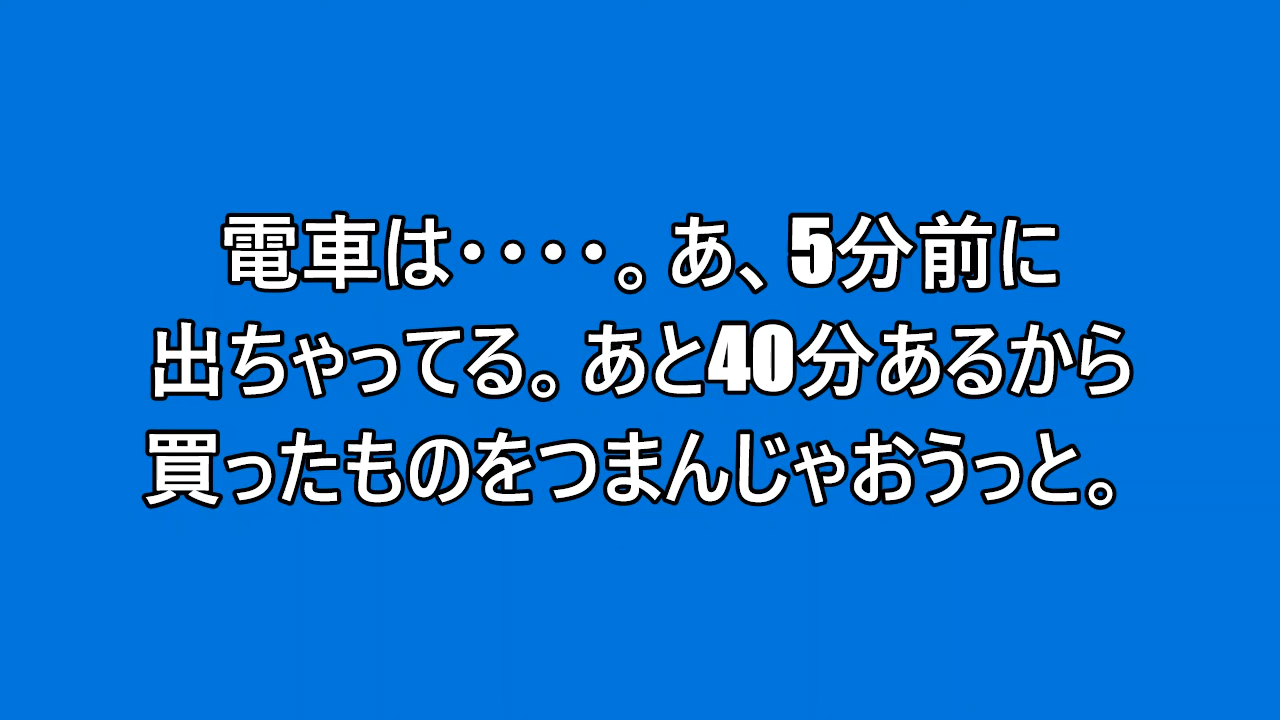 電車は・・・・。あ、5分前に
出ちゃってる。あと40分あるから
買ったものをつまんじゃおうっと。